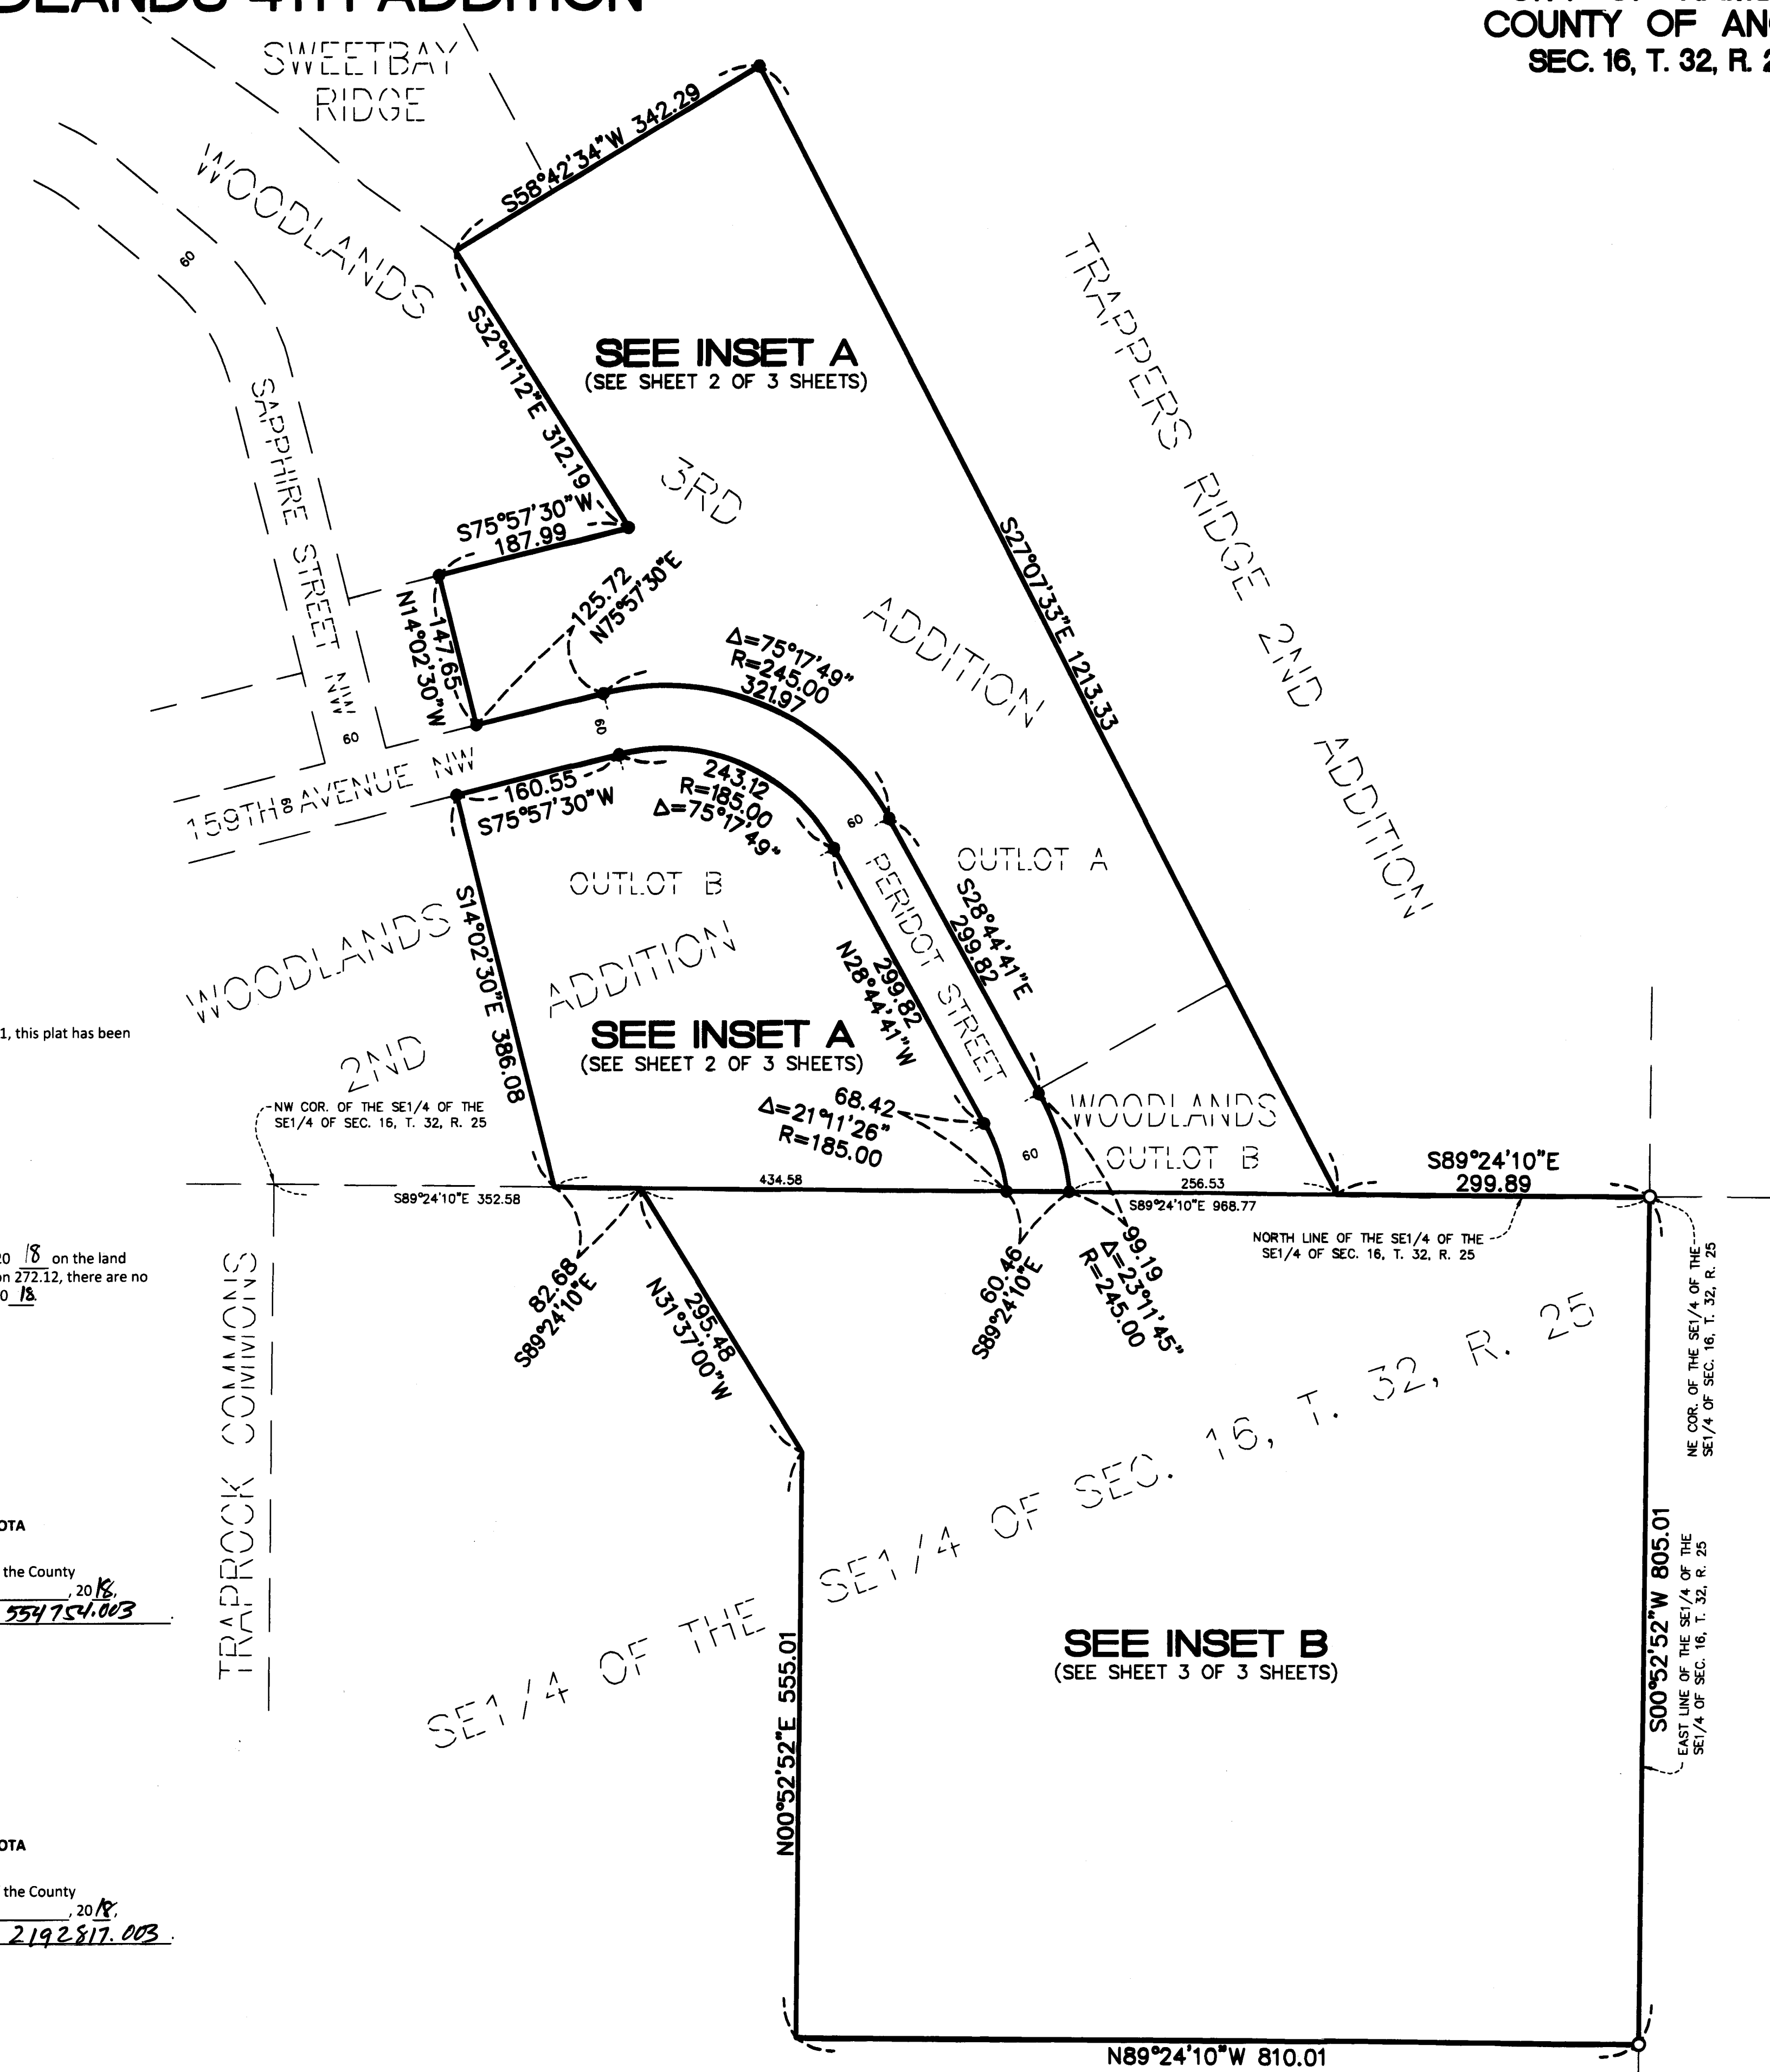 4TH ADDITION
COUNTY OF
SEC. 16, T. 32, R. 2
SWEETBAY
RIDGE
WOODLANDS
60
S58°42'34"W 342.29
S32°11'12"E 312.19
SEE INSET A
(SEE SHEET 2 OF 3 SHEETS)
TRAPPERS RIDGE 2ND ADDITION
SAPPHIRE STREET NW
60
3RD
ADDITION
S75°57'30"W
187.99
S27°07'33"E 1213.33
147.65
N14°02'30"W
125.72
N75°57'30"E
Δ=75°17'49"
R=245.00
321.97
60
159TH AVENUE NW
60
160.55
S75°57'30"W
243.12
R=185.00
Δ=75°17'49"
60
OUTLOT B
OUTLOT A
PERIDOT STREET
S28°44'41"E
299.82
299.82
N28°44'41"W
WOODLANDS
2ND
ADDITION
S14°02'30"E 386.08
SEE INSET A
(SEE SHEET 2 OF 3 SHEETS)
1, this plat has been
NW COR. OF THE SE1/4 OF THE
SE1/4 OF SEC. 16, T. 32, R. 25
68.42
Δ=21°11'26"
R=185.00
WOODLANDS
OUTLOT B
60
S89°24'10"E 352.58
434.58
256.53
S89°24'10"E 968.77
S89°24'10"E
299.89
NORTH LINE OF THE SE1/4 OF THE
SE1/4 OF SEC. 16, T. 32, R. 25
NE COR. OF THE SE1/4 OF THE
SE1/4 OF SEC. 16, T. 32, R. 25
82.68
S89°24'10"E
295.48
N31°37'00"W
60.46
S89°24'10"E
99.19
Δ=23°11'45"
R=245.00
20 18 on the land
on 272.12, there are no
0 18.
TRAPROCK COMMONS
SE1/4 OF THE SE1/4 OF SEC. 16, T. 32, R. 25
OTA
the County
, 2018,
554754.003
SEE INSET B
(SEE SHEET 3 OF 3 SHEETS)
N00°52'52"E 555.01
S00°52'52"W 805.01
EAST LINE OF THE SE1/4 OF THE
SE1/4 OF SEC. 16, T. 32, R. 25
OTA
the County
, 2018,
2192817.003
N89°24'10"W 810.01